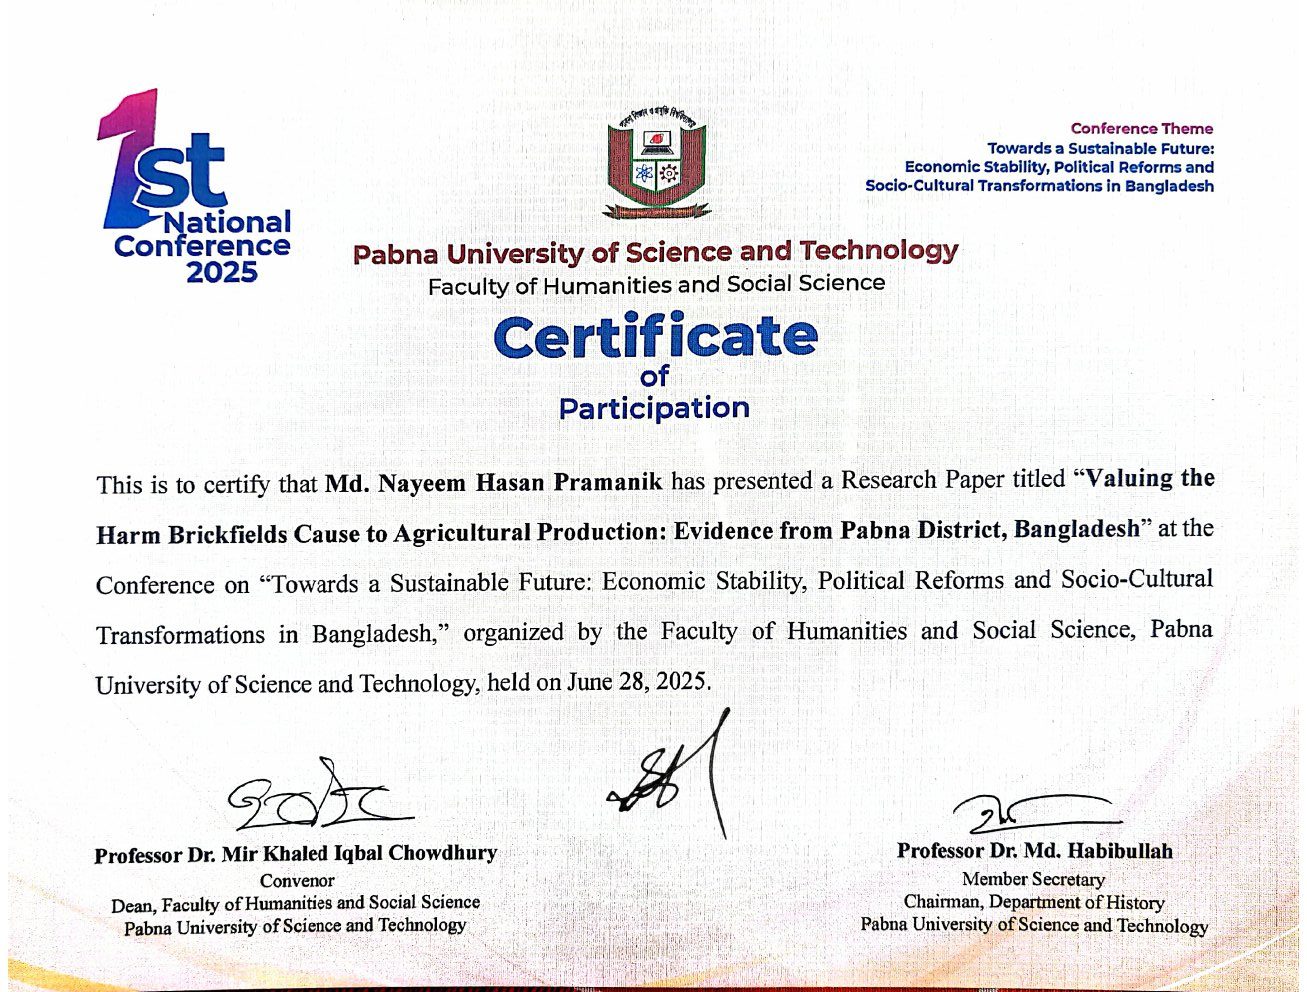 1st
National
Conference
2025
Conference Theme
Towards a Sustainable Future:
Economic Stability, Political Reforms and
Socio-Cultural Transformations in Bangladesh
Pabna University of Science and Technology
Faculty of Humanities and Social Science
Certificate
of
Participation
This is to certify that Md. Nayeem Hasan Pramanik has presented a Research Paper titled “Valuing the
Harm Brickfields Cause to Agricultural Production: Evidence from Pabna District, Bangladesh” at the
Conference on “Towards a Sustainable Future: Economic Stability, Political Reforms and Socio-Cultural
Transformations in Bangladesh,” organized by the Faculty of Humanities and Social Science, Pabna
University of Science and Technology, held on June 28, 2025.
Professor Dr. Mir Khaled Iqbal Chowdhury
Convenor
Dean, Faculty of Humanities and Social Science
Pabna University of Science and Technology
Professor Dr. Md. Habibullah
Member Secretary
Chairman, Department of History
Pabna University of Science and Technology